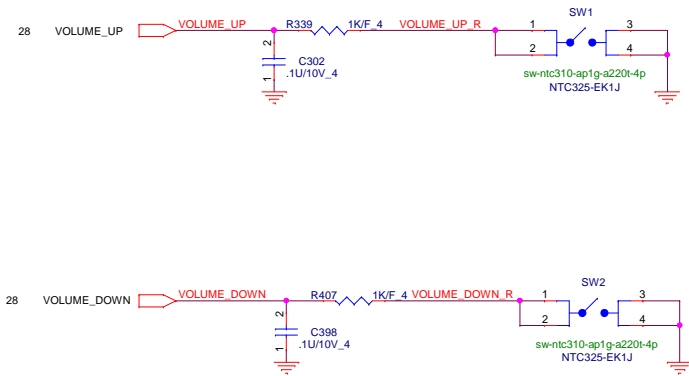 28 VOLUME_UP VOLUME_UP R339 1K/F_4 VOLUME_UP_R SW1
1 3
2 4
2
C302
.1U/10V_4
1
sw-ntc310-ap1g-a220t-4p
NTC325-EK1J
28 VOLUME_DOWN VOLUME_DOWN R407 1K/F_4 VOLUME_DOWN_R SW2
1 3
2 4
2
C398
.1U/10V_4
1
sw-ntc310-ap1g-a220t-4p
NTC325-EK1J